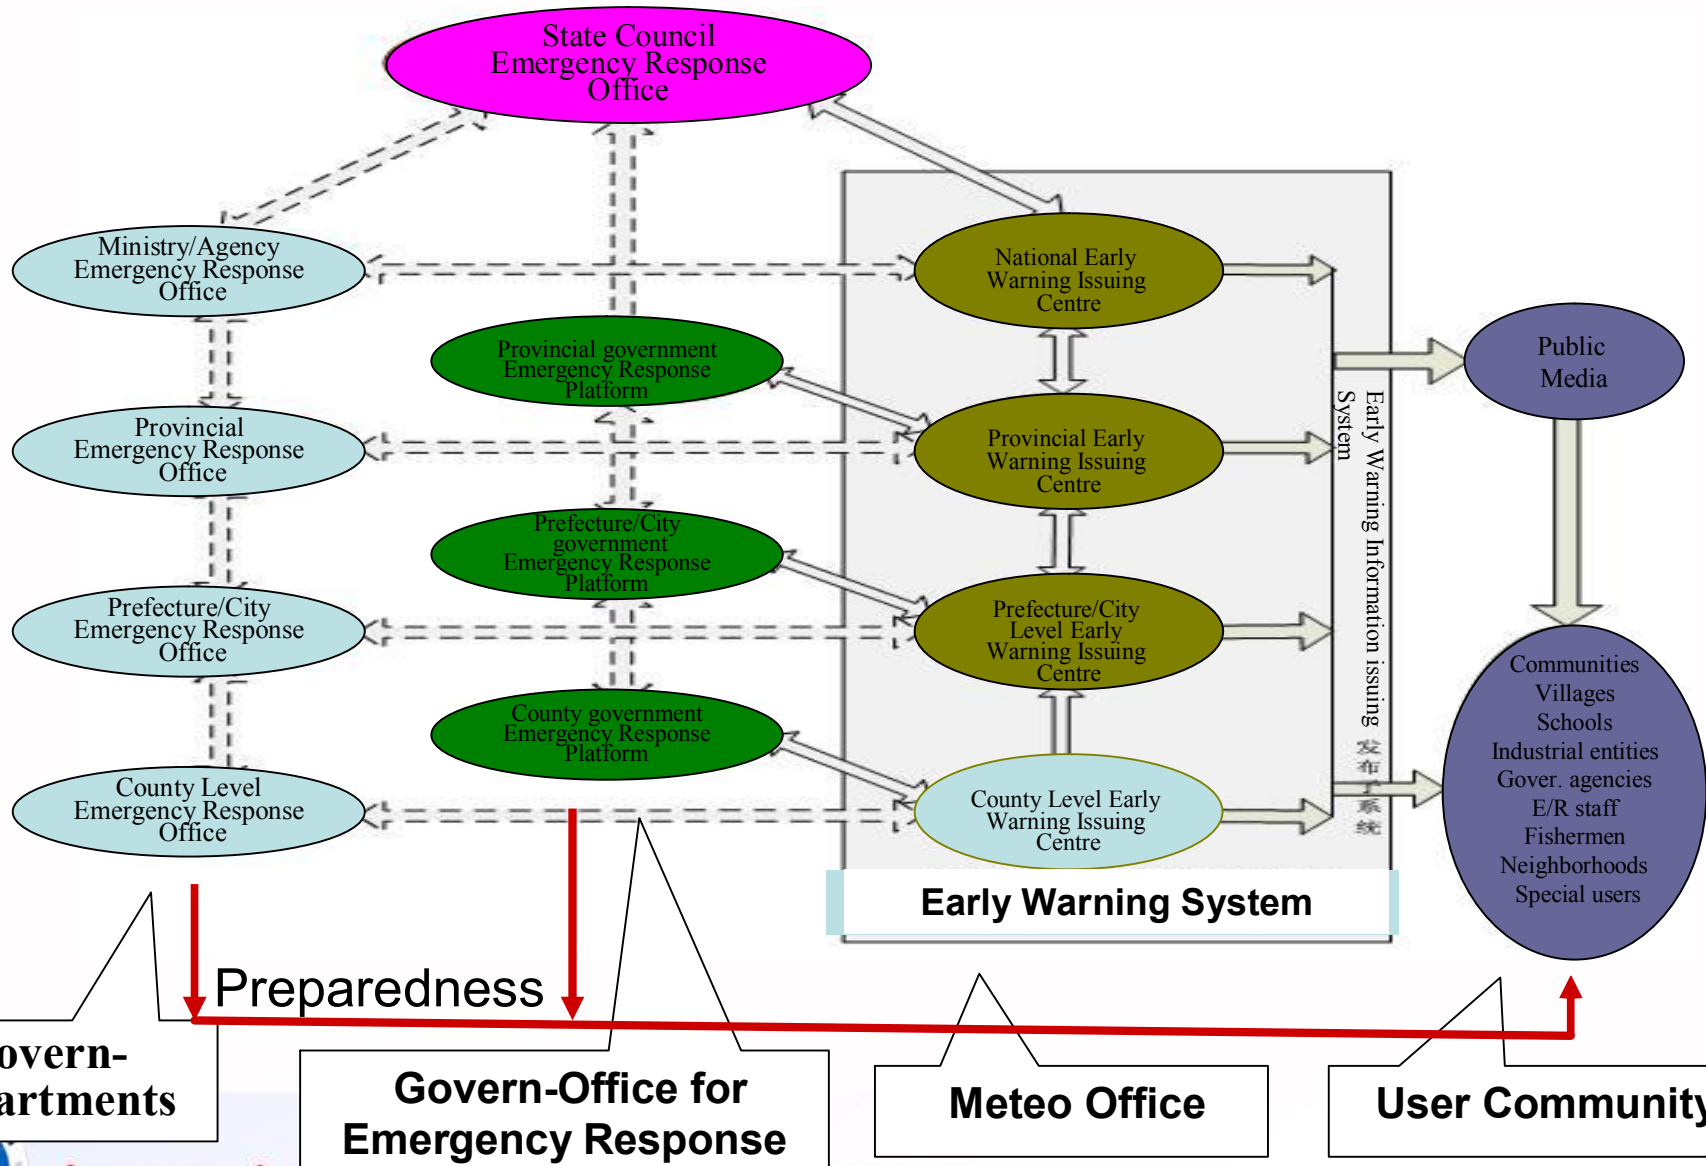 State Council
Emergency Response
Office
Ministry/Agency
Emergency Response
Office
National Early
Warning Issuing
Centre
Provincial government
Emergency Response
Platform
Public
Media
Provincial
Emergency Response
Office
Provincial Early
Warning Issuing
Centre
Early Warning Information issuing 发布子系统
System
Prefecture/City
government
Emergency Response
Platform
Prefecture/City
Emergency Response
Office
Prefecture/City
Level Early
Warning Issuing
Centre
Communities
Villages
Schools
Industrial entities
Gover. agencies
E/R staff
Fishermen
Neighborhoods
Special users
County government
Emergency Response
Platform
County Level
Emergency Response
Office
County Level Early
Warning Issuing
Centre
Early Warning System
Preparedness
overn-
artments
Govern-Office for
Emergency Response
Meteo Office
User Community